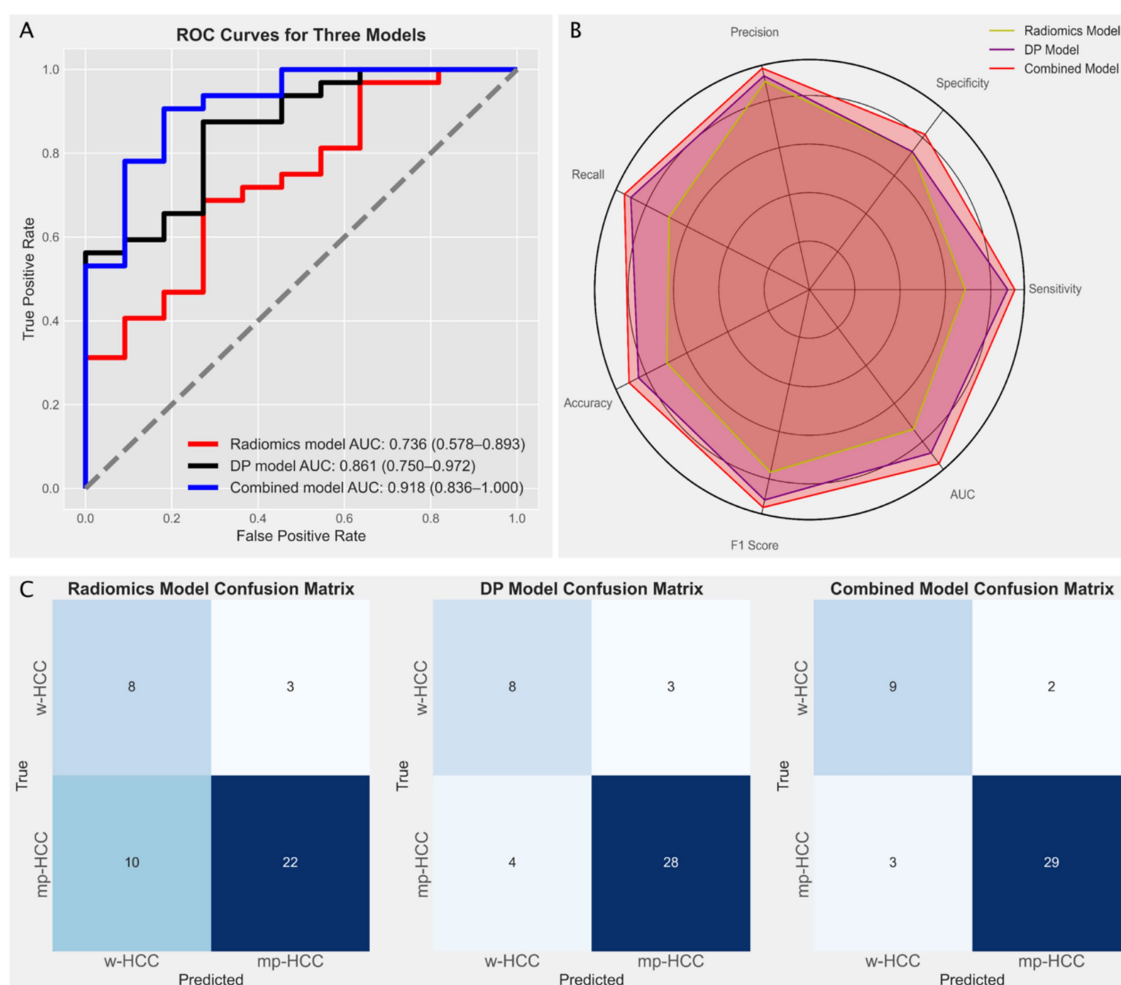 A
ROC Curves for Three Models
1.0
0.8
0.6
0.4
0.2
0.0
True Positive Rate
Radiomics model AUC: 0.736 (0.578–0.893)
DP model AUC: 0.861 (0.750–0.972)
Combined model AUC: 0.918 (0.836–1.000)
0.0 0.2 0.4 0.6 0.8 1.0
False Positive Rate
B
Radiomics Model
DP Model
Combined Model
Precision
Specificity
Recall
Sensitivity
Accuracy
AUC
F1 Score
C
Radiomics Model Confusion Matrix
w-HCC
8 3
True
mp-HCC
10 22
w-HCC mp-HCC
Predicted
DP Model Confusion Matrix
w-HCC
8 3
True
mp-HCC
4 28
w-HCC mp-HCC
Predicted
Combined Model Confusion Matrix
w-HCC
9 2
True
mp-HCC
3 29
w-HCC mp-HCC
Predicted